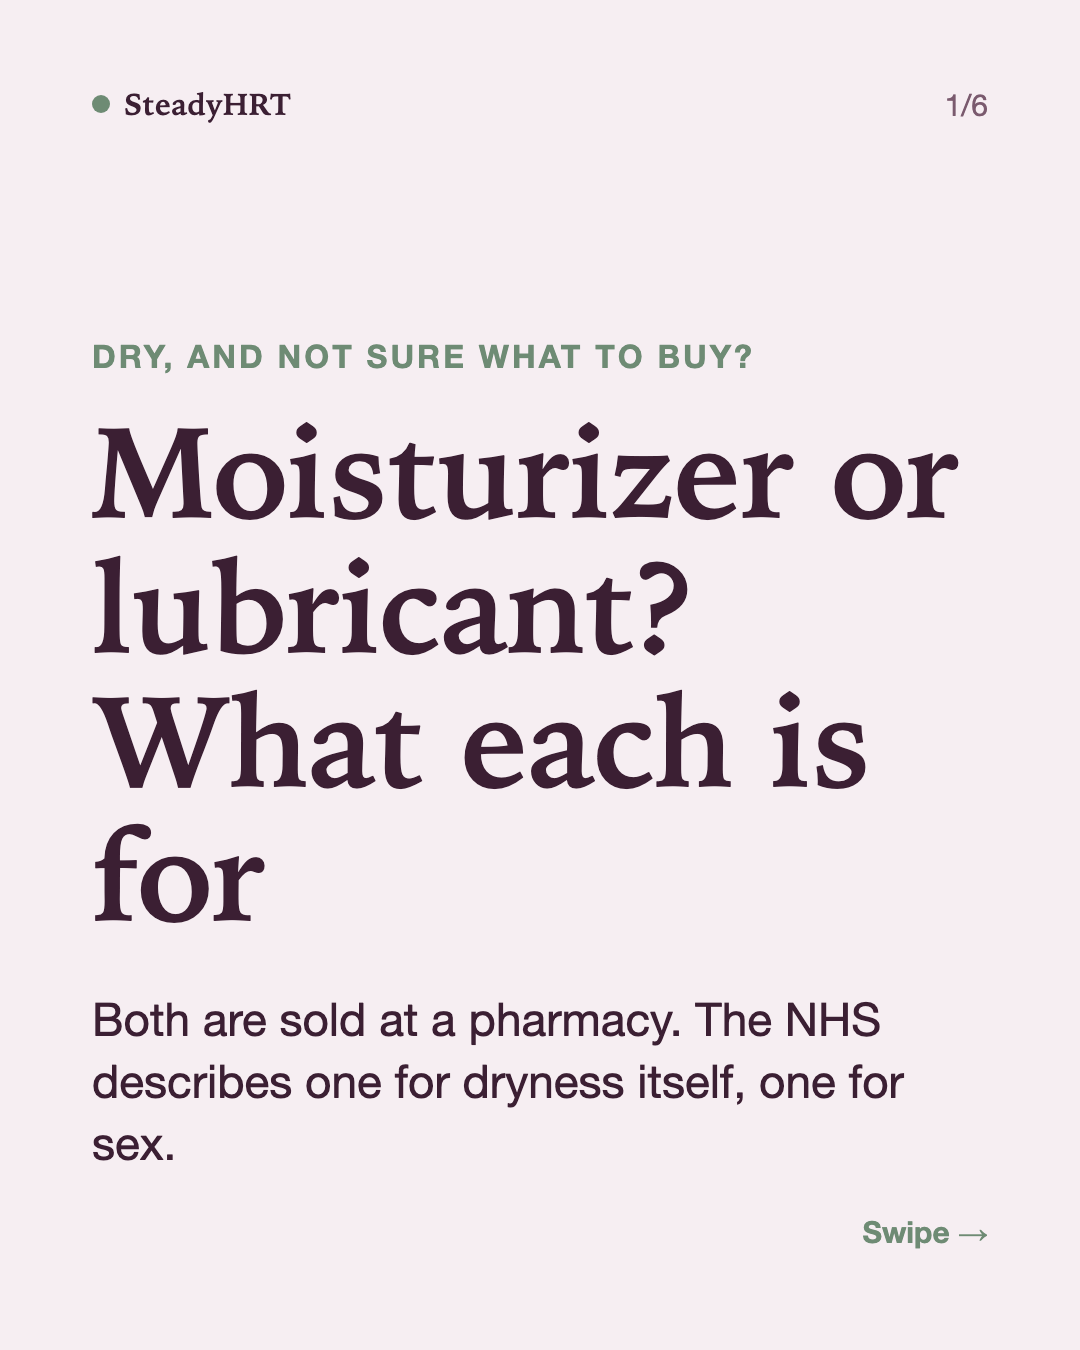 SteadyHRT
1/6
DRY, AND NOT SURE WHAT TO BUY?
Moisturizer or
lubricant?
What each is
for
Both are sold at a pharmacy. The NHS
describes one for dryness itself, one for
sex.
Swipe →